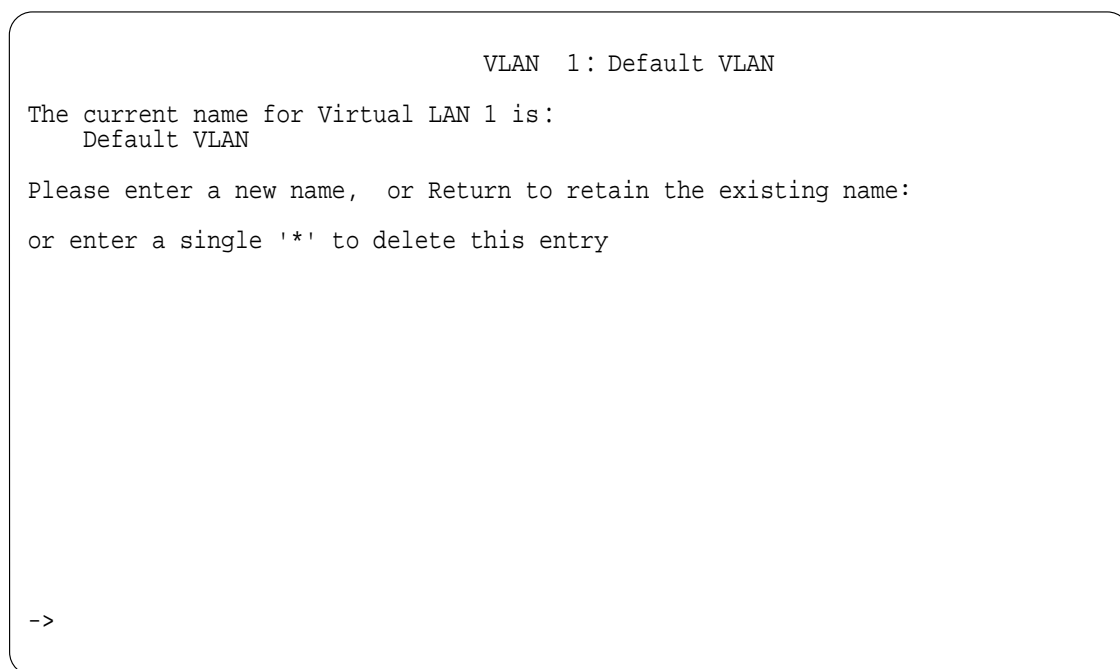 VLAN 1: Default VLAN
The current name for Virtual LAN 1 is:
Default VLAN
Please enter a new name, or Return to retain the existing name:
or enter a single '*' to delete this entry
->